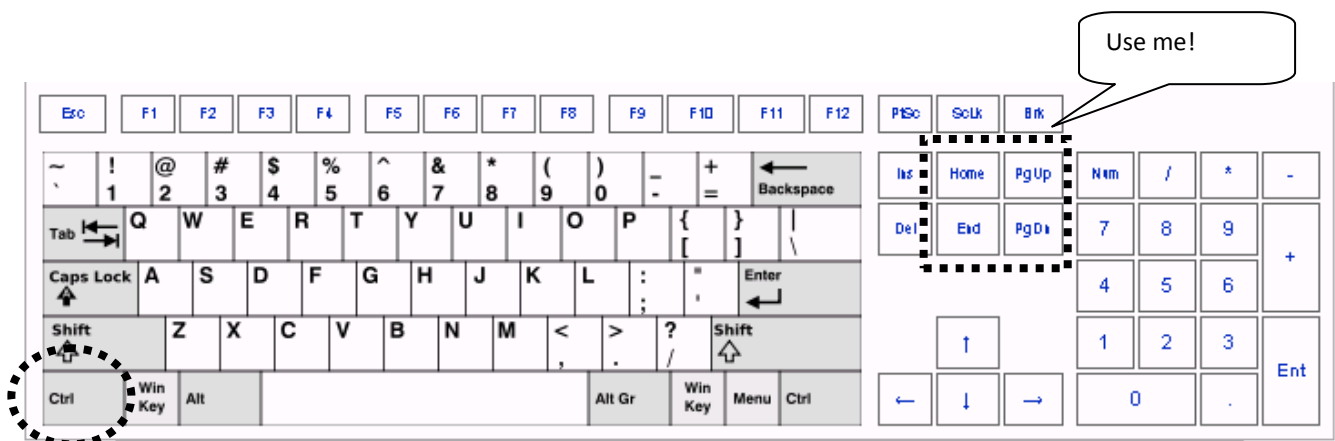 Use me!
Esc F1 F2 F3 F4 F5 F6 F7 F8 F9 F10 F11 F12 PtSc ScLk Brk
~ ! @ # $ % ^ & * ( ) _ +
` 1 2 3 4 5 6 7 8 9 0 - = Backspace Ins Home PgUp Num / * -
Tab Q W E R T Y U I O P { } |
[ ] \ Del End PgDn 7 8 9 +
Caps Lock A S D F G H J K L : " Enter
; ' 4 5 6
Shift Z X C V B N M < > ? Shift
, . / ↑ 1 2 3 Ent
Ctrl Win Key Alt Alt Gr Win Key Menu Ctrl ← ↓ → 0 .